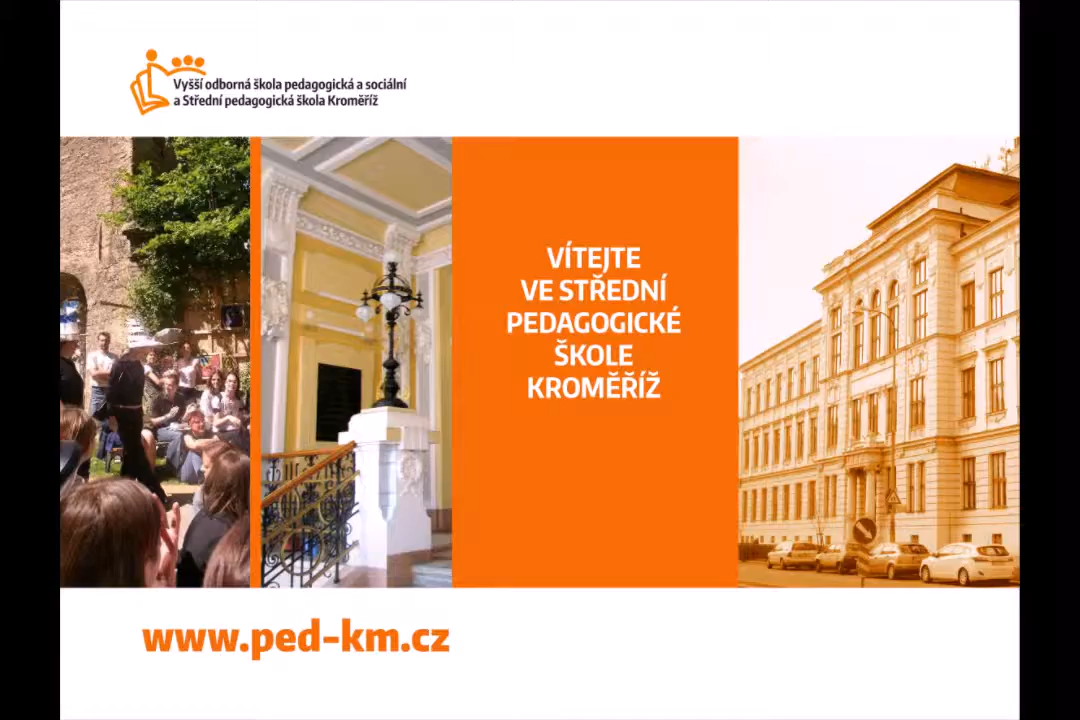 Vyšší odborná škola pedagogická a sociální
a Střední pedagogická škola Kroměříž
VÍTEJTE
VE STŘEDNÍ
PEDAGOGICKÉ
ŠKOLE
KROMĚŘÍŽ
www.ped-km.cz